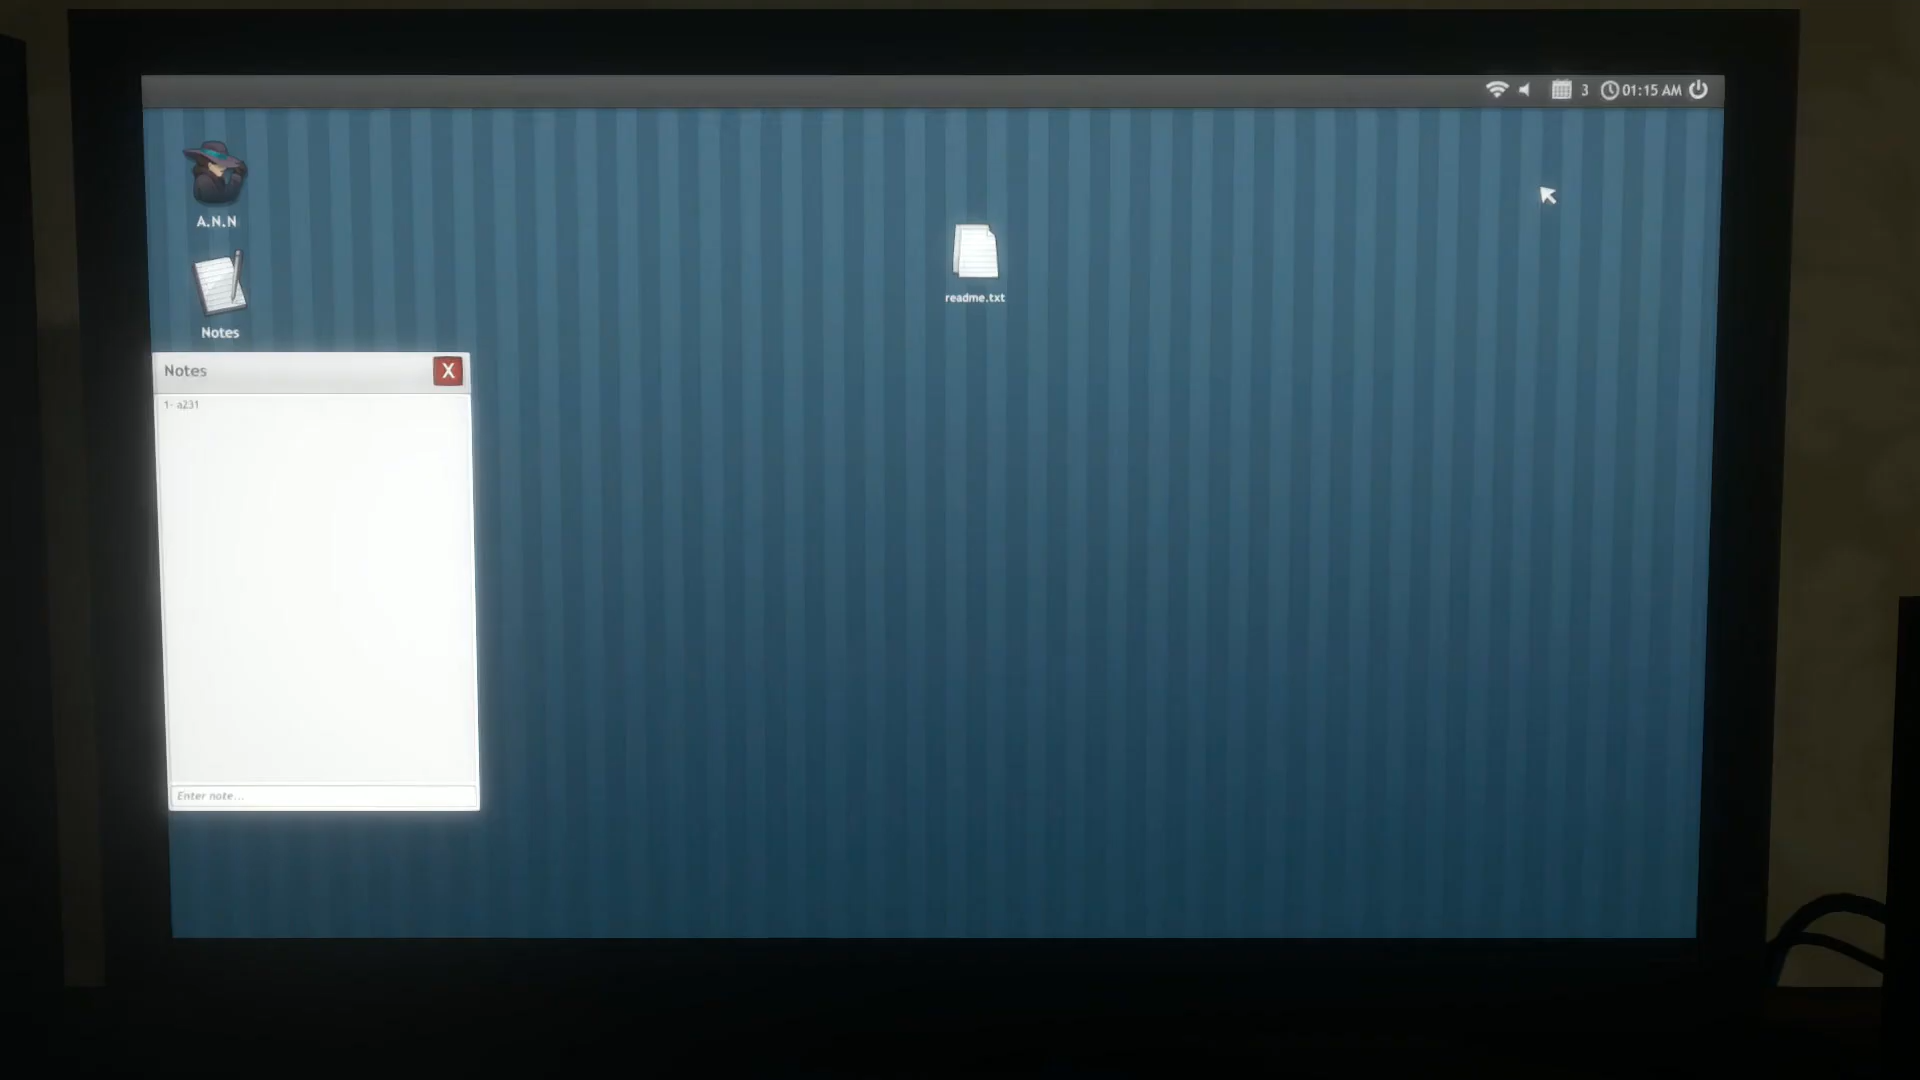 3 01:15 AM
A.N.N
readme.txt
Notes
Notes X
1- a231
Enter note...